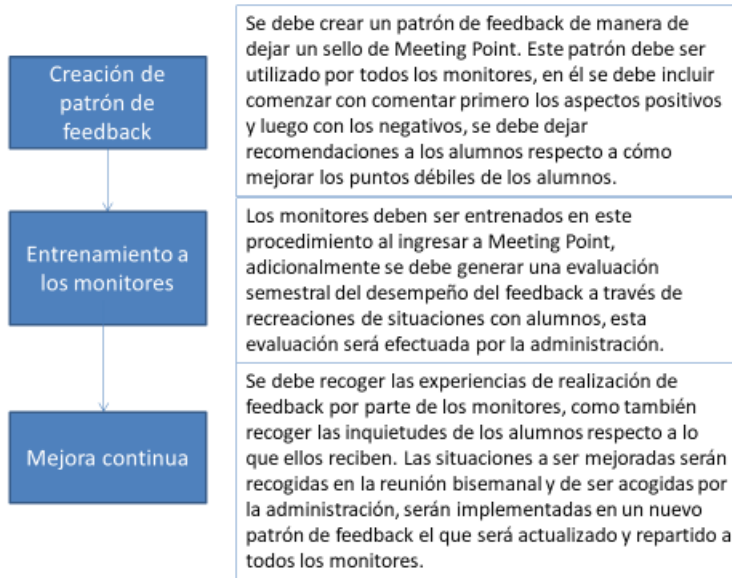 Creación de
patrón de
feedback
Se debe crear un patrón de feedback de manera de
dejar un sello de Meeting Point. Este patrón debe ser
utilizado por todos los monitores, en él se debe incluir
comenzar con comentar primero los aspectos positivos
y luego con los negativos, se debe dejar
recomendaciones a los alumnos respecto a cómo
mejorar los puntos débiles de los alumnos.
Entrenamiento a
los monitores
Los monitores deben ser entrenados en este
procedimiento al ingresar a Meeting Point,
adicionalmente se debe generar una evaluación
semestral del desempeño del feedback a través de
recreaciones de situaciones con alumnos, esta
evaluación será efectuada por la administración.
Mejora continua
Se debe recoger las experiencias de realización de
feedback por parte de los monitores, como también
recoger las inquietudes de los alumnos respecto a lo
que ellos reciben. Las situaciones a ser mejoradas serán
recogidas en la reunión bisemanal y de ser acogidas por
la administración, serán implementadas en un nuevo
patrón de feedback el que será actualizado y repartido a
todos los monitores.